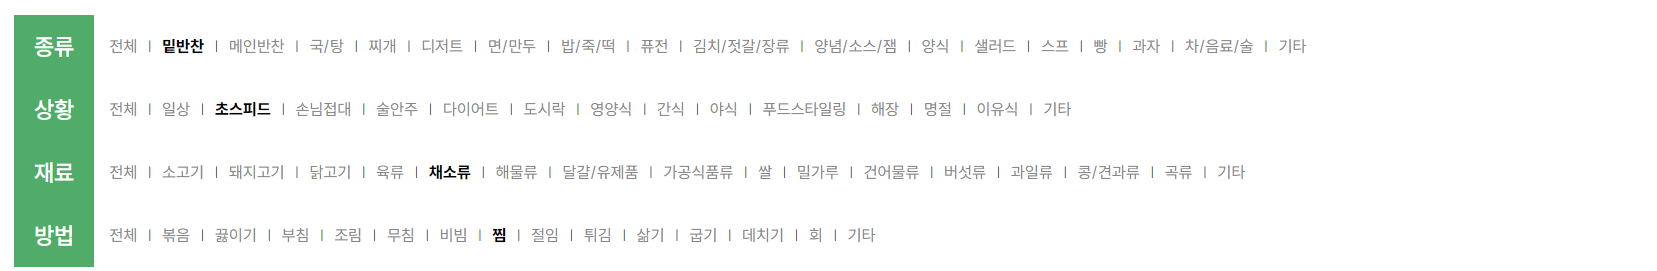 종류 전체 | 밑반찬 | 메인반찬 | 국/탕 | 찌개 | 디저트 | 면/만두 | 밥/죽/떡 | 퓨전 | 김치/젓갈/장류 | 양념/소스/잼 | 양식 | 샐러드 | 스프 | 빵 | 과자 | 차/음료/술 | 기타
상황 전체 | 일상 | 초스피드 | 손님접대 | 술안주 | 다이어트 | 도시락 | 영양식 | 간식 | 야식 | 푸드스타일링 | 해장 | 명절 | 이유식 | 기타
재료 전체 | 소고기 | 돼지고기 | 닭고기 | 육류 | 채소류 | 해물류 | 달걀/유제품 | 가공식품류 | 쌀 | 밀가루 | 건어물류 | 버섯류 | 과일류 | 콩/견과류 | 곡류 | 기타
방법 전체 | 볶음 | 끓이기 | 부침 | 조림 | 무침 | 비빔 | 찜 | 절임 | 튀김 | 삶기 | 굽기 | 데치기 | 회 | 기타